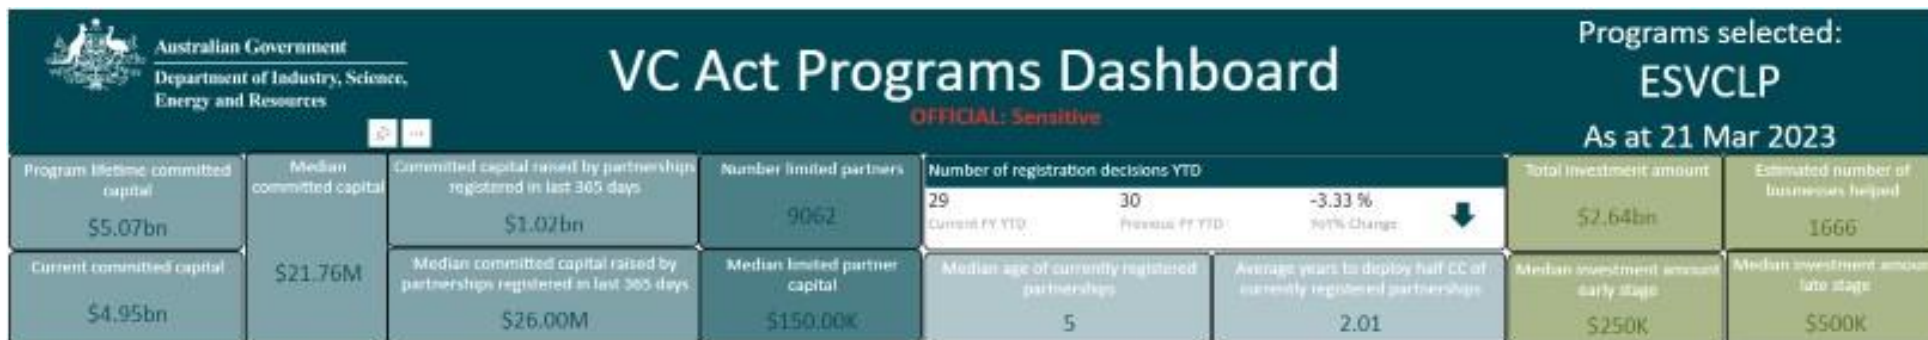 Australian Government
Department of Industry, Science,
Energy and Resources
VC Act Programs Dashboard
OFFICIAL: Sensitive
Programs selected:
ESVCLP
As at 21 Mar 2023
Program lifetime committed
capital
$5.07bn
Current committed capital
$4.95bn
Median
committed capital
$21.76M
Committed capital raised by partnerships
registered in last 365 days
$1.02bn
Median committed capital raised by
partnerships registered in last 365 days
$26.00M
Number limited partners
9062
Median limited partner
capital
$150.00K
Number of registration decisions YTD
29
Current FY YTD
30
Previous FY YTD
-3.33 %
YoY% Change
Median age of currently registered
partnerships
5
Average years to deploy half CC of
currently registered partnerships
2.01
Total investment amount
$2.64bn
Estimated number of
businesses helped
1666
Median investment amount
early stage
$250K
Median investment amoun
late stage
$500K